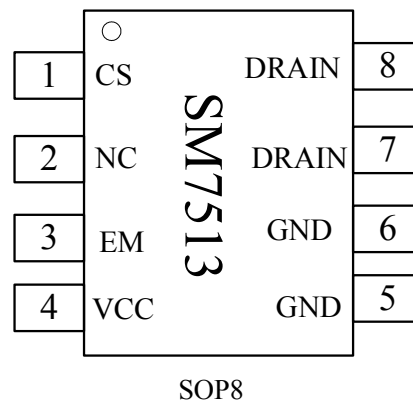 1 CS DRAIN 8
2 NC DRAIN 7
3 EM GND 6
4 VCC GND 5
SM7513
SOP8